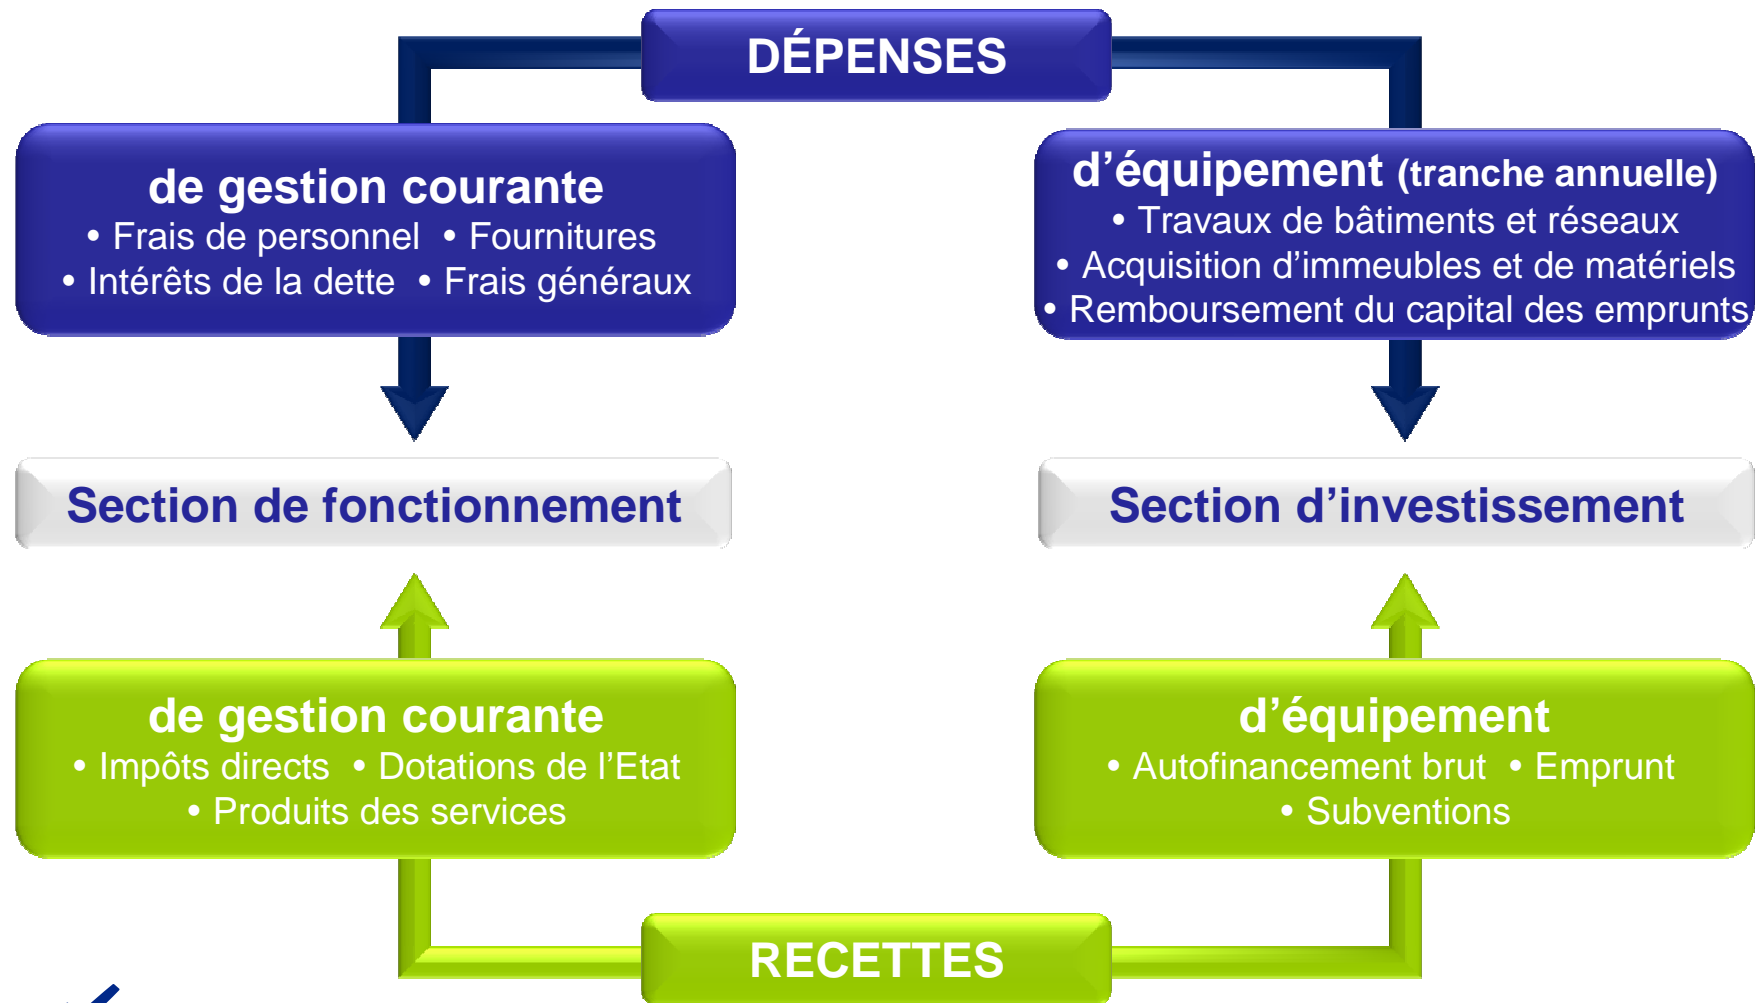 DÉPENSES
de gestion courante
• Frais de personnel • Fournitures
• Intérêts de la dette • Frais généraux
d’équipement (tranche annuelle)
• Travaux de bâtiments et réseaux
• Acquisition d’immeubles et de matériels
• Remboursement du capital des emprunts
Section de fonctionnement
Section d’investissement
de gestion courante
• Impôts directs • Dotations de l’Etat
• Produits des services
d’équipement
• Autofinancement brut • Emprunt
• Subventions
RECETTES